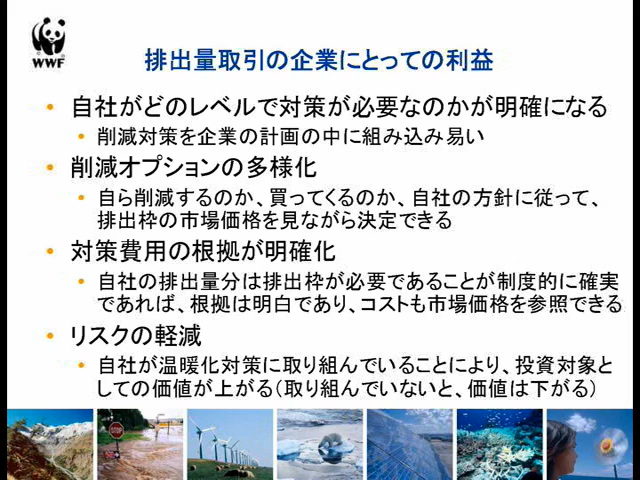 WWF
排出量取引の企業にとっての利益
• 自社がどのレベルで対策が必要なのかが明確になる
• 削減対策を企業の計画の中に組み込み易い
• 削減オプションの多様化
• 自ら削減するのか、買ってくるのか、自社の方針に従って、
排出枠の市場価格を見ながら決定できる
• 対策費用の根拠が明確化
• 自社の排出量分は排出枠が必要であることが制度的に確実
であれば、根拠は明白であり、コストも市場価格を参照できる
• リスクの軽減
• 自社が温暖化対策に取り組んでいることにより、投資対象と
しての価値が上がる（取り組んでいないと、価値は下がる）